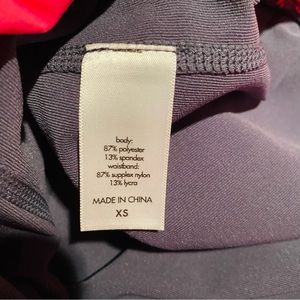 body:
87% polyester
13% spandex
waistband:
87% supplex nylon
13% lycra
MADE IN CHINA
XS